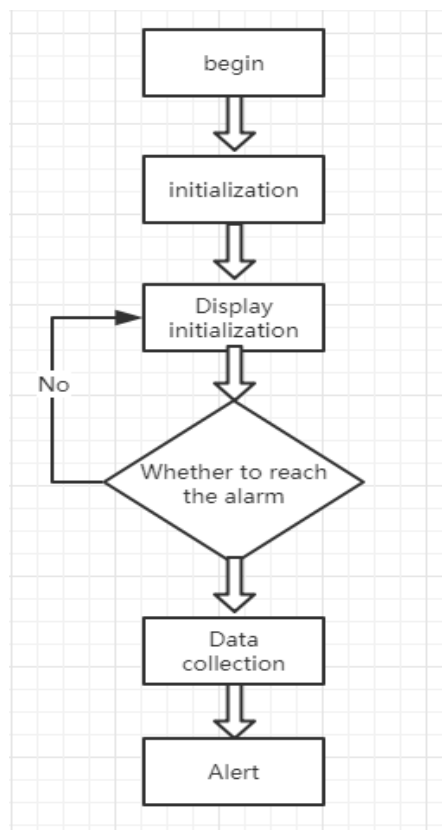 begin
initialization
Display
initialization
No
Whether to reach
the alarm
Data
collection
Alert